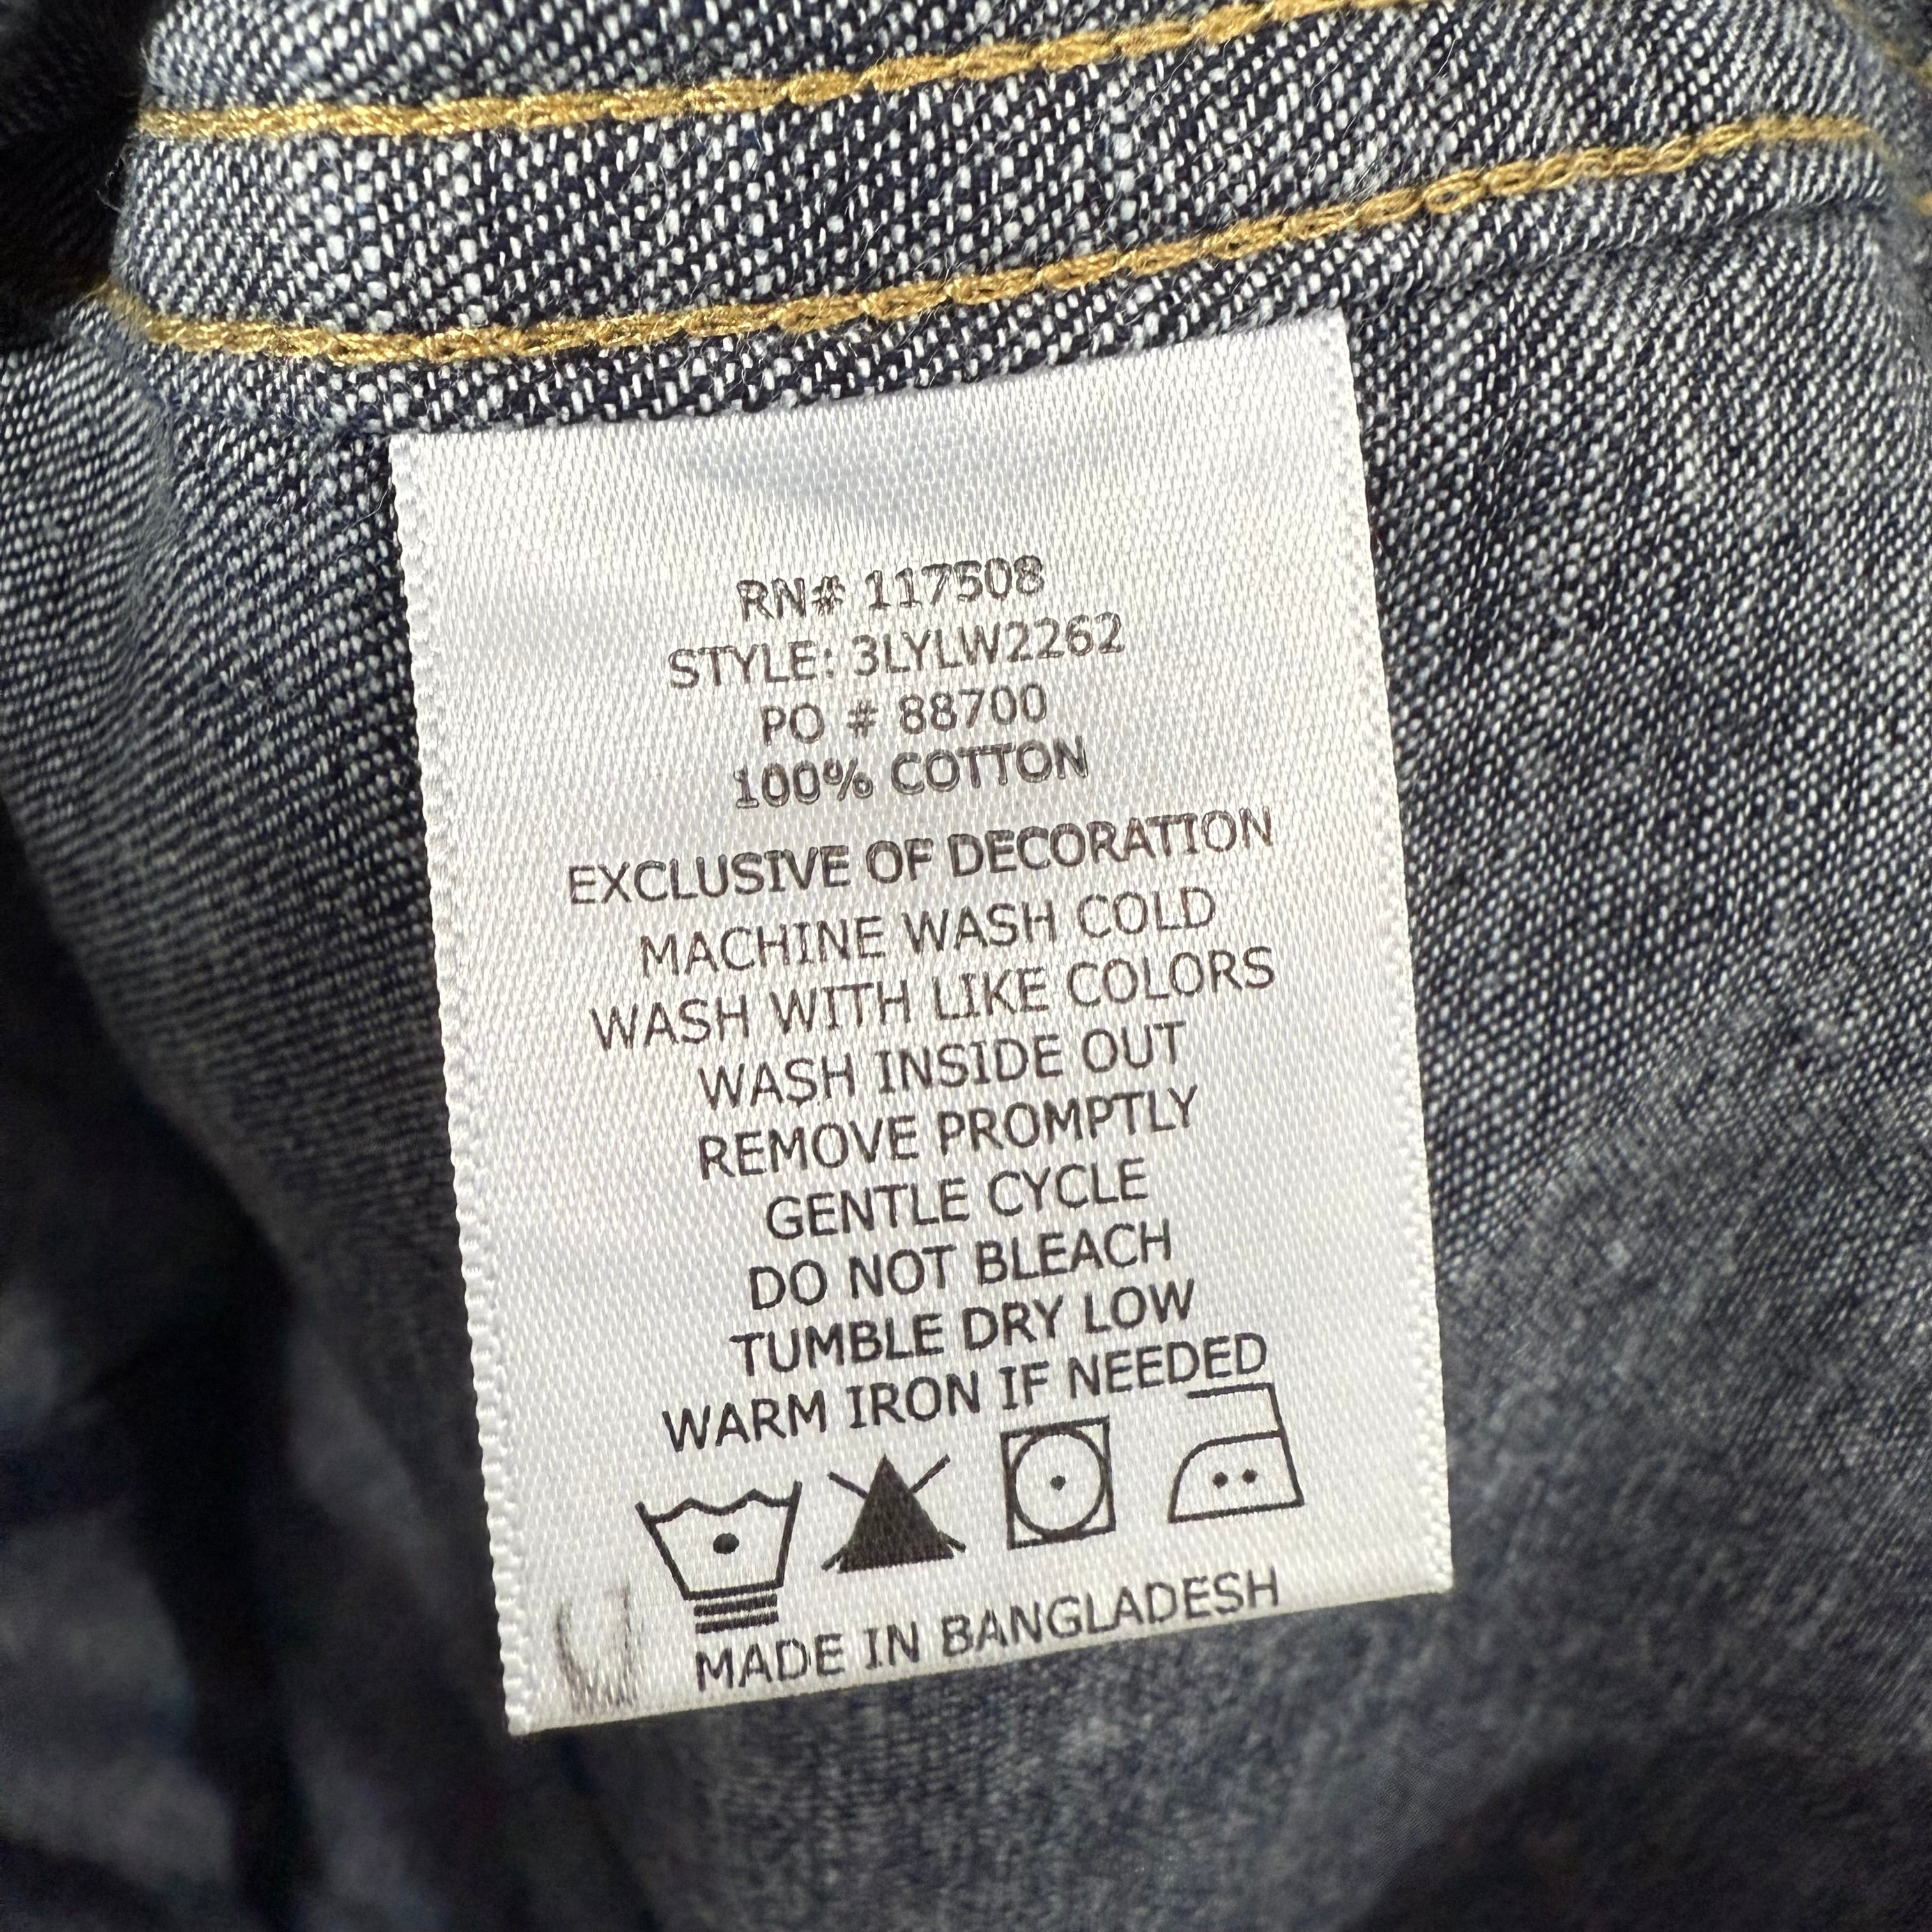 RN# 117508
STYLE: 3LYLW2262
PO # 88700
100% COTTON
EXCLUSIVE OF DECORATION
MACHINE WASH COLD
WASH WITH LIKE COLORS
WASH INSIDE OUT
REMOVE PROMPTLY
GENTLE CYCLE
DO NOT BLEACH
TUMBLE DRY LOW
WARM IRON IF NEEDED
MADE IN BANGLADESH